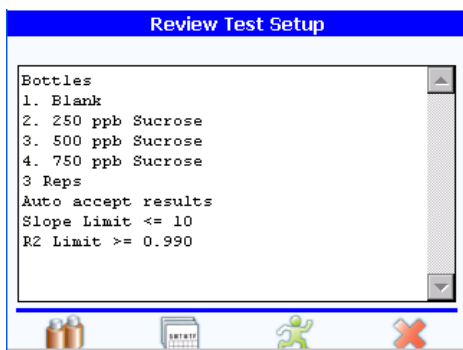 Review Test Setup
Bottles
1. Blank
2. 250 ppb Sucrose
3. 500 ppb Sucrose
4. 750 ppb Sucrose
3 Reps
Auto accept results
Slope Limit <= 10
R2 Limit >= 0.990
SMTWTF